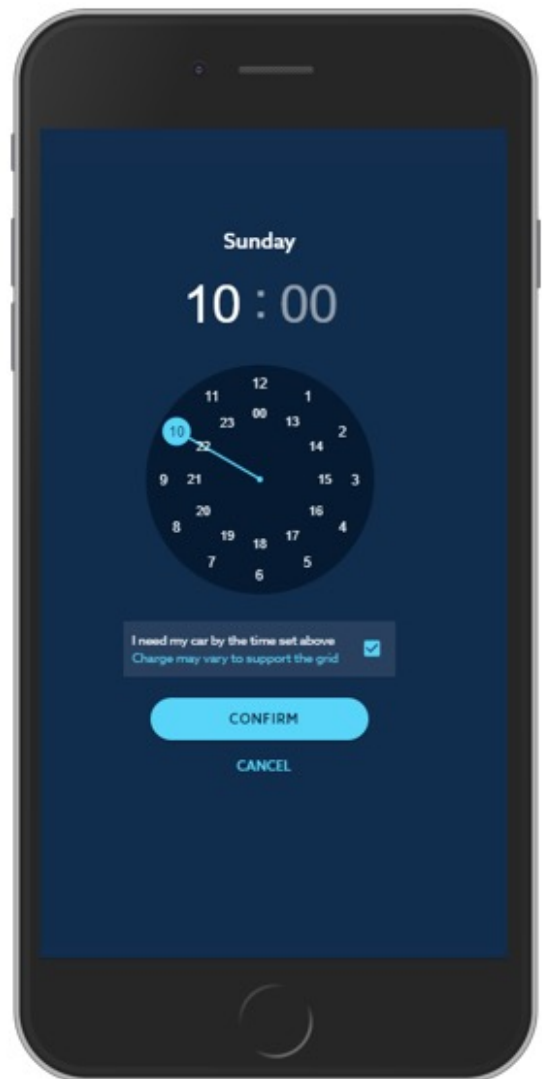 Sunday
10 : 00
12
11 1
00
23 13
10 2
22 14
9 21 15 3
20 16
8 4
19 17
18
7 5
6
I need my car by the time set above
Charge may vary to support the grid
CONFIRM
CANCEL